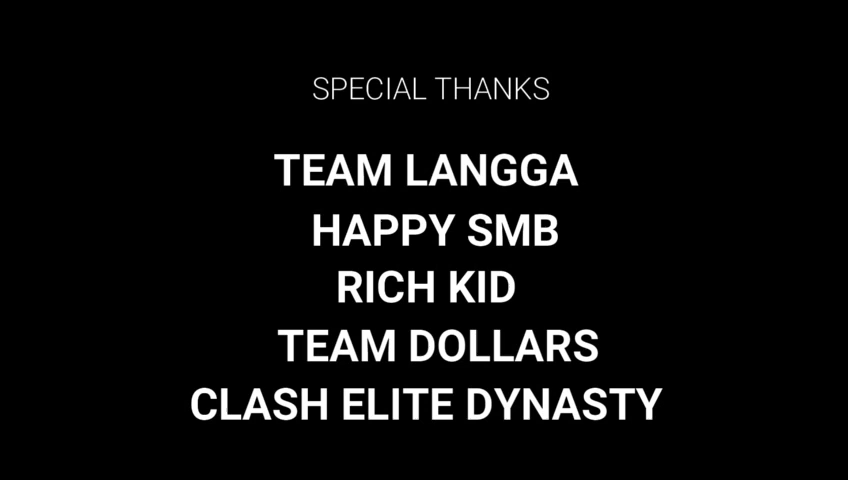 SPECIAL THANKS
TEAM LANGGA
HAPPY SMB
RICH KID
TEAM DOLLARS
CLASH ELITE DYNASTY